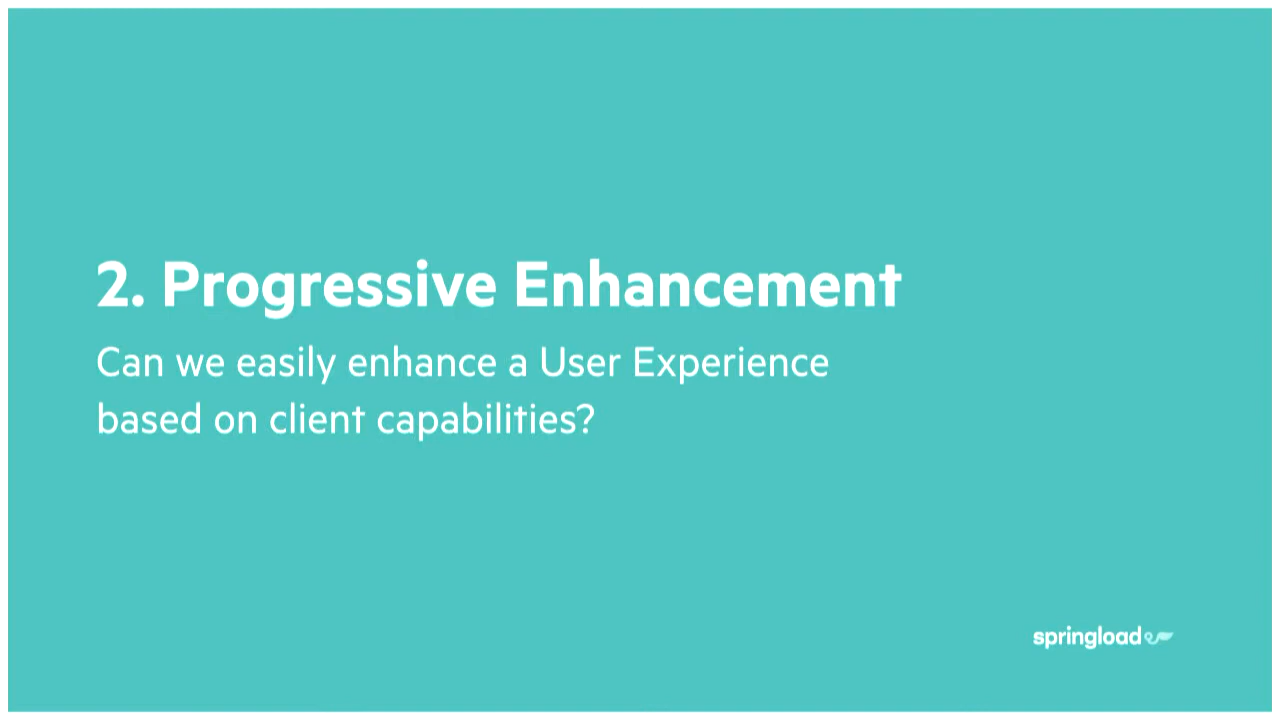 2. Progressive Enhancement
Can we easily enhance a User Experience
based on client capabilities?
springload